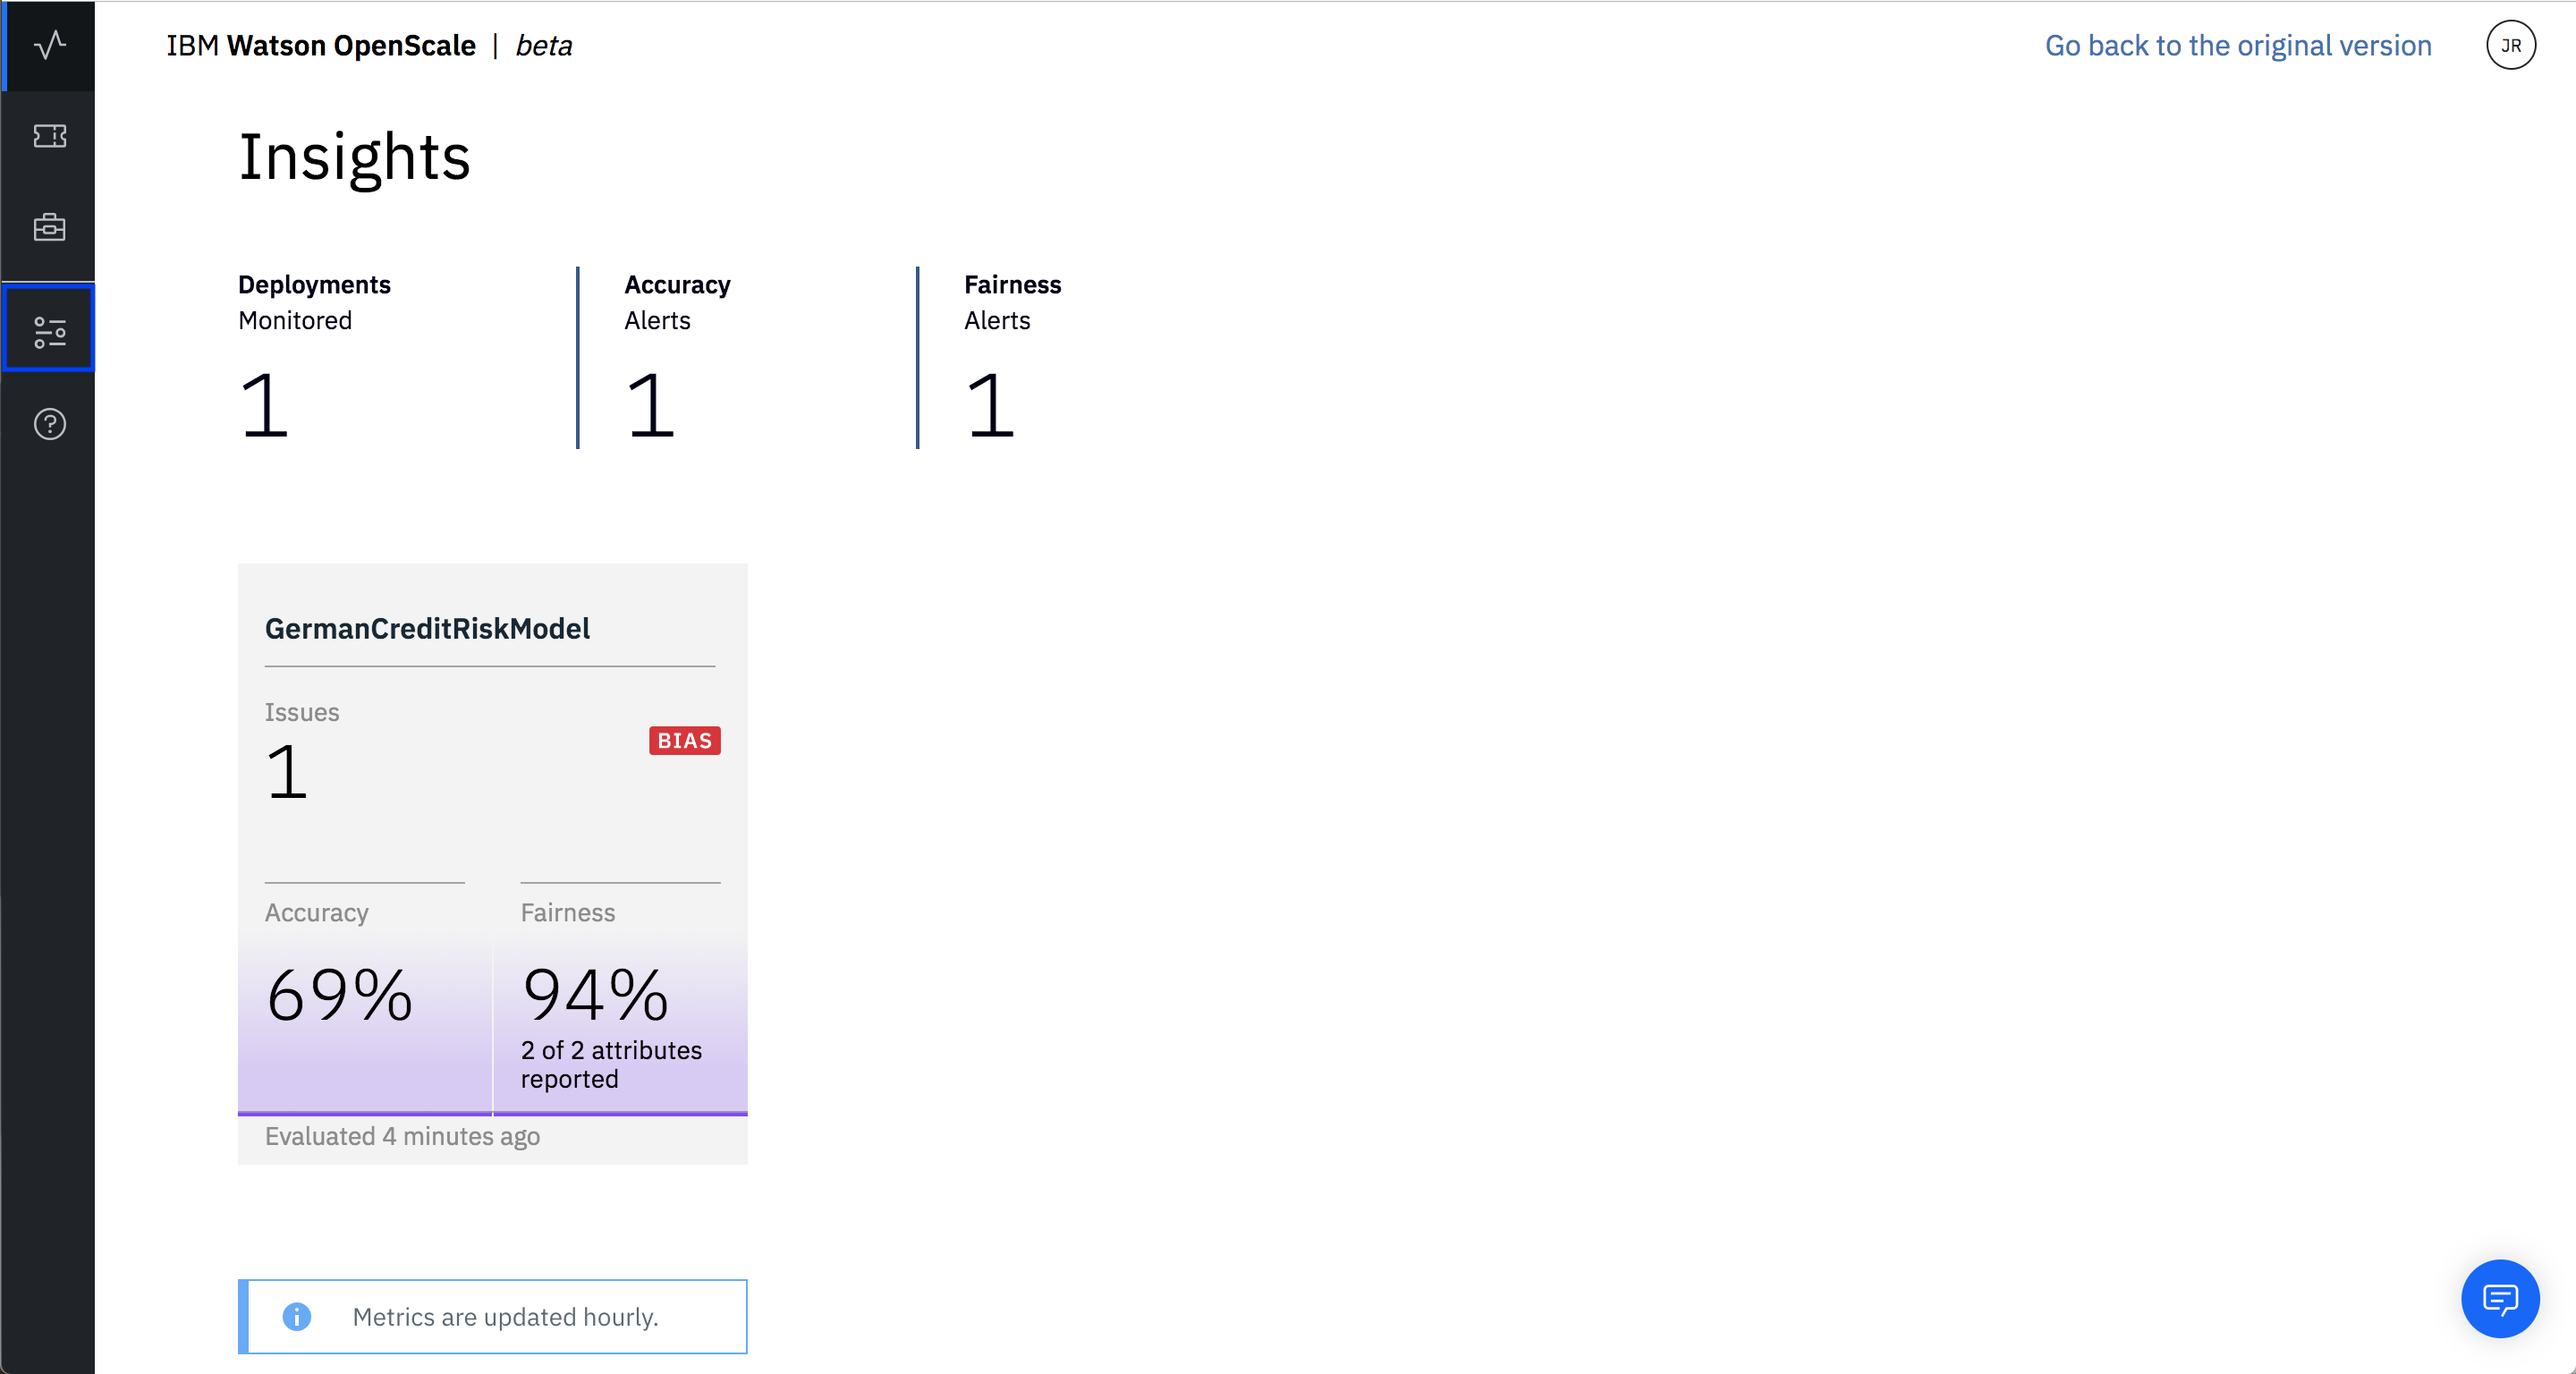 IBM Watson OpenScale | beta
Go back to the original version
JR
Insights
Deployments
Monitored
1
Accuracy
Alerts
1
Fairness
Alerts
1
GermanCreditRiskModel
Issues
1
BIAS
Accuracy
69%
Fairness
94%
2 of 2 attributes
reported
Evaluated 4 minutes ago
Metrics are updated hourly.